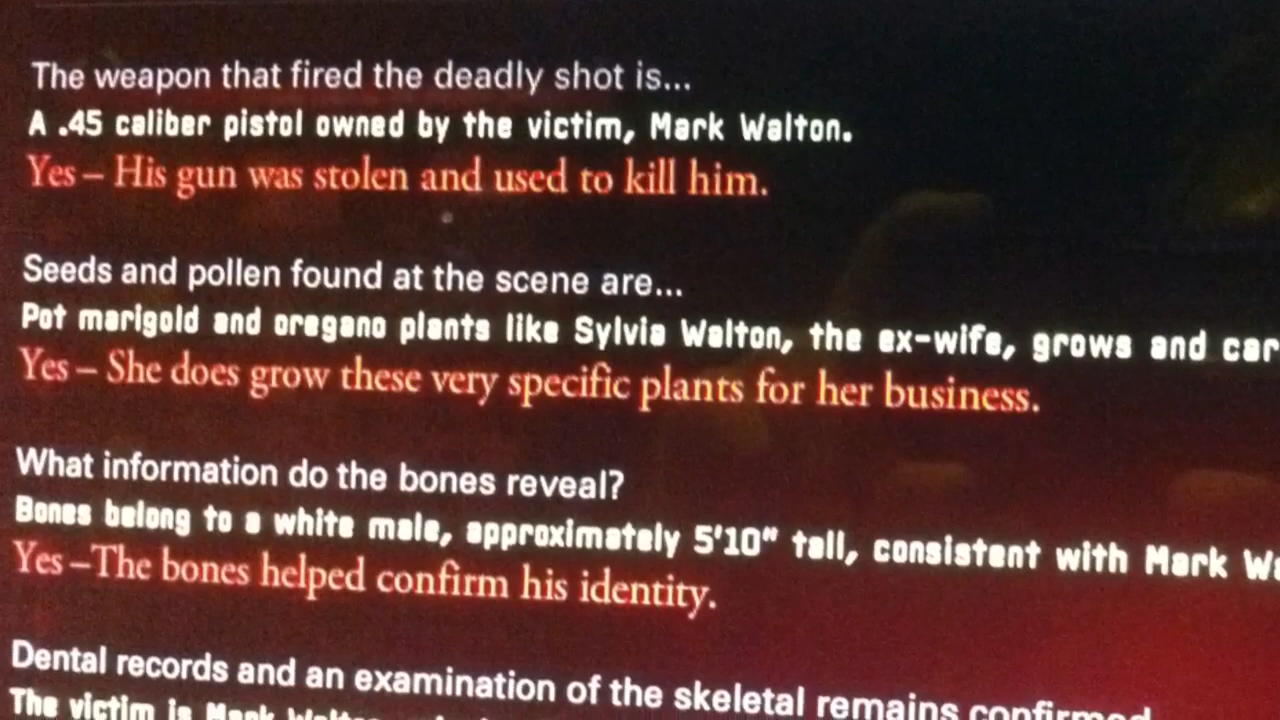 The weapon that fired the deadly shot is...
A .45 caliber pistol owned by the victim, Mark Walton.
Yes – His gun was stolen and used to kill him.
Seeds and pollen found at the scene are...
Pot marigold and oregano plants like Sylvia Walton, the ex-wife, grows and car
Yes – She does grow these very specific plants for her business.
What information do the bones reveal?
Bones belong to a white male, approximately 5'10" tall, consistent with Mark
Yes –The bones helped confirm his identity.
Dental records and an examination of the skeletal remains confirmed
The victim is Mark Walton